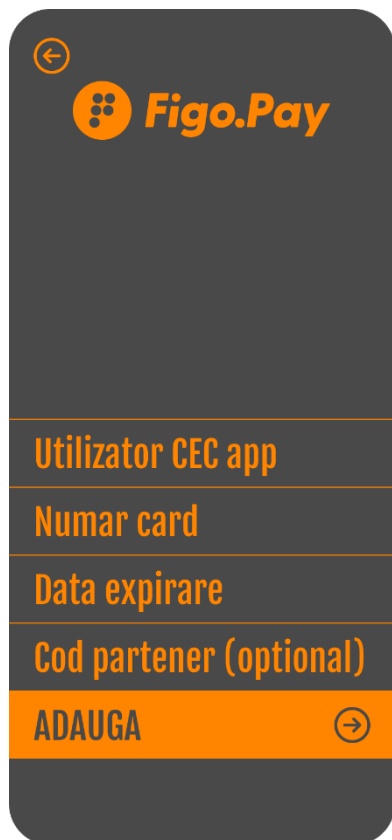 Figo.Pay
Utilizator CEC app
Numar card
Data expirare
Cod partener (optional)
ADAUGA